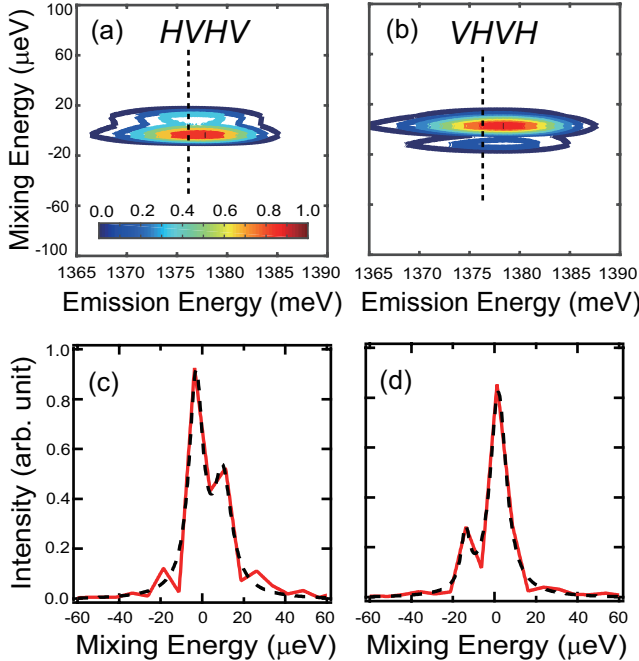 (a) HVHV
(b) VHVH
Mixing Energy (µeV)
100
60
20
-20
-60
-100
0.0 0.2 0.4 0.6 0.8 1.0
1365 1370 1375 1380 1385 1390
1365 1370 1375 1380 1385 1390
Emission Energy (meV)
Emission Energy (meV)
Intensity (arb. unit)
1.0
0.8
0.6
0.4
0.2
0.0
(c)
(d)
-60 -40 -20 0 20 40 60
-60 -40 -20 0 20 40 60
Mixing Energy (µeV)
Mixing Energy (µeV)